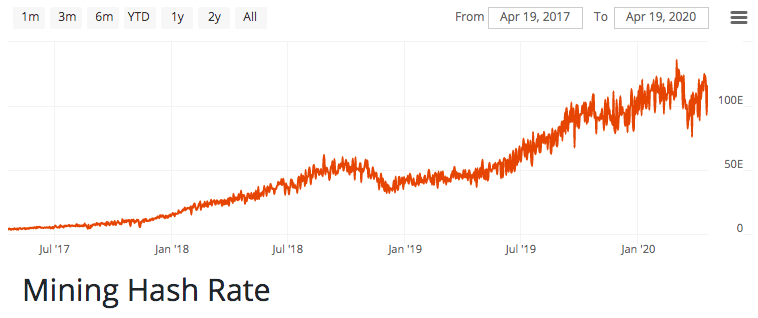 1m 3m 6m YTD 1y 2y All From Apr 19, 2017 To Apr 19, 2020
100E
50E
0
Jul '17 Jan '18 Jul '18 Jan '19 Jul '19 Jan '20
Mining Hash Rate